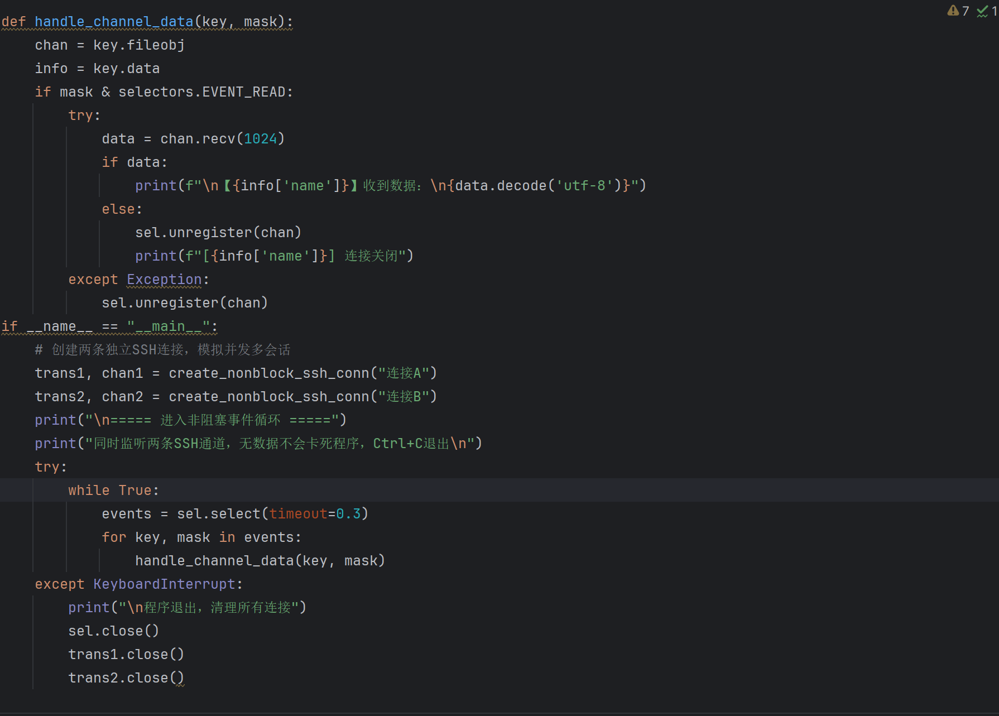 7 1
def handle_channel_data(key, mask):
    chan = key.fileobj
    info = key.data
    if mask & selectors.EVENT_READ:
        try:
            data = chan.recv(1024)
            if data:
                print(f"\n【{info['name']}】收到数据：\n{data.decode('utf-8')}")
            else:
                sel.unregister(chan)
                print(f"[{info['name']}] 连接关闭")
        except Exception:
            sel.unregister(chan)
if __name__ == "__main__":
    # 创建两条独立SSH连接，模拟并发多会话
    trans1, chan1 = create_nonblock_ssh_conn("连接A")
    trans2, chan2 = create_nonblock_ssh_conn("连接B")
    print("\n===== 进入非阻塞事件循环 =====")
    print("同时监听两条SSH通道，无数据不会卡死程序，Ctrl+C退出\n")
    try:
        while True:
            events = sel.select(timeout=0.3)
            for key, mask in events:
                handle_channel_data(key, mask)
    except KeyboardInterrupt:
        print("\n程序退出，清理所有连接")
        sel.close()
        trans1.close()
        trans2.close()